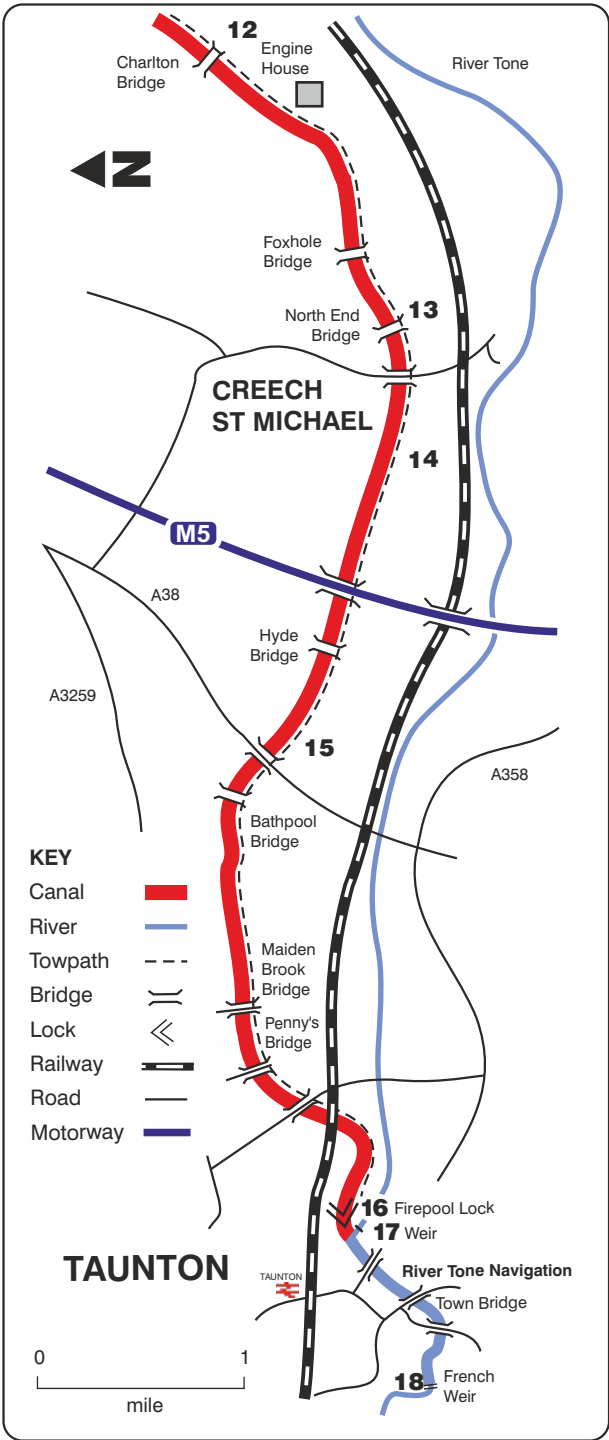 12
Engine
House
Charlton
Bridge
River Tone
N
Foxhole
Bridge
13
North End
Bridge
CREECH
ST MICHAEL
14
M5
A38
Hyde
Bridge
A3259
15
A358
Bathpool
Bridge
KEY
Canal
River
Towpath
Bridge
Lock
Railway
Road
Motorway
Maiden
Brook
Bridge
Penny's
Bridge
16 Firepool Lock
17 Weir
TAUNTON
TAUNTON
River Tone Navigation
Town Bridge
18 French
Weir
0 1
mile